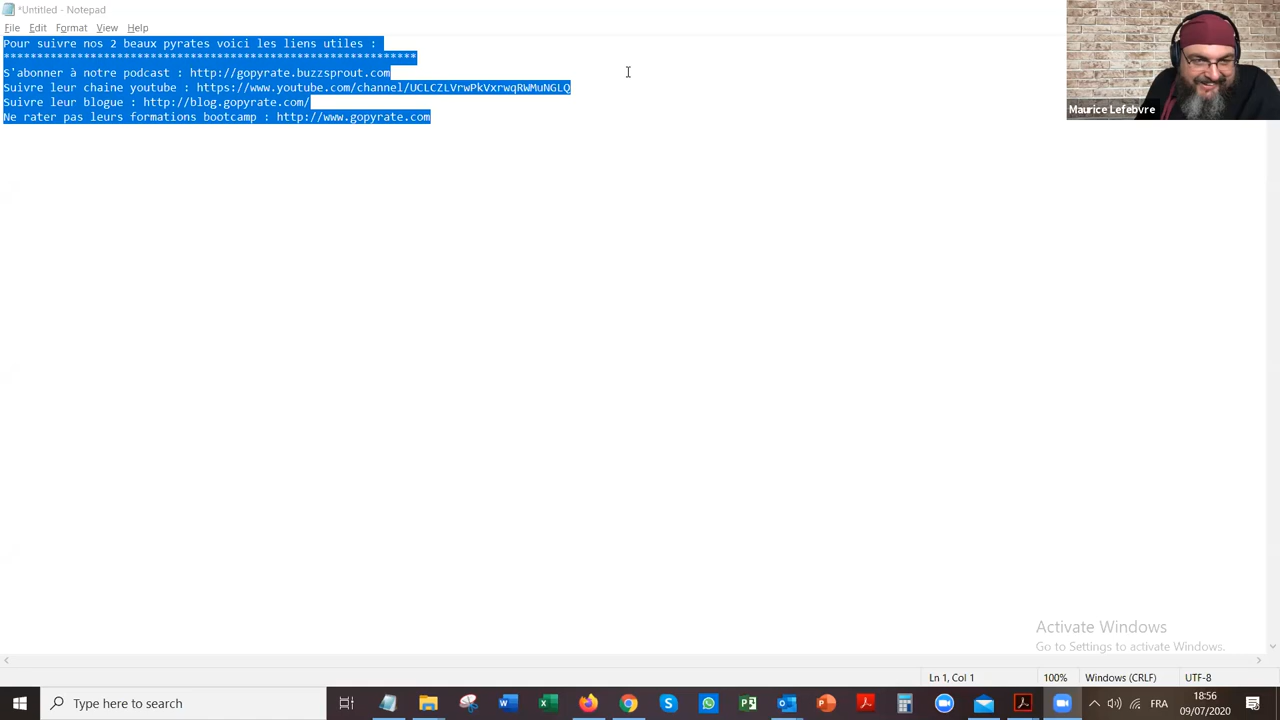 *Untitled - Notepad
File Edit Format View Help
Pour suivre nos 2 beaux pyrates voici les liens utiles :
**************************************************************
S'abonner à notre podcast : http://gopyrate.buzzsprout.com
Suivre leur chaine youtube : https://www.youtube.com/channel/UCLCZLVrwPkVxrwqRWMuNGLQ
Suivre leur blogue : http://blog.gopyrate.com/
Ne rater pas leurs formations bootcamp : http://www.gopyrate.com
Maurice Lefebvre
Activate Windows
Go to Settings to activate Windows.
Ln 1, Col 1 100% Windows (CRLF) UTF-8
Type here to search
FRA
18:56
09/07/2020